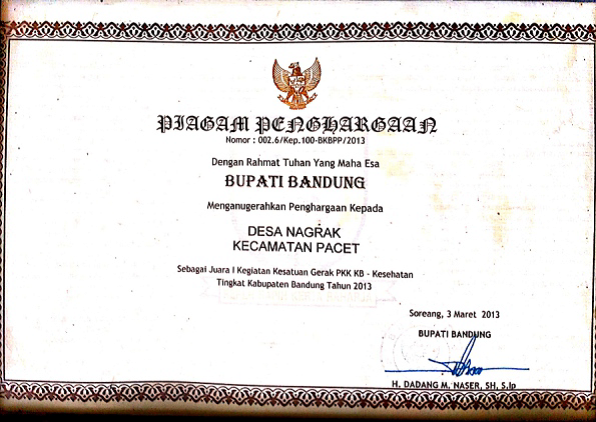 PIAGAM PENGHARGAAN
Nomor : 002.6/Kep.100-BKBPP/2013
Dengan Rahmat Tuhan Yang Maha Esa
BUPATI BANDUNG
Menganugerahkan Penghargaan Kepada
DESA NAGRAK
KECAMATAN PACET
Sebagai Juara I Kegiatan Kesatuan Gerak PKK KB - Kesehatan
Tingkat Kabupaten Bandung Tahun 2013
Soreang, 3 Maret 2013
BUPATI BANDUNG
H. DADANG M. NASER, SH, S.Ip